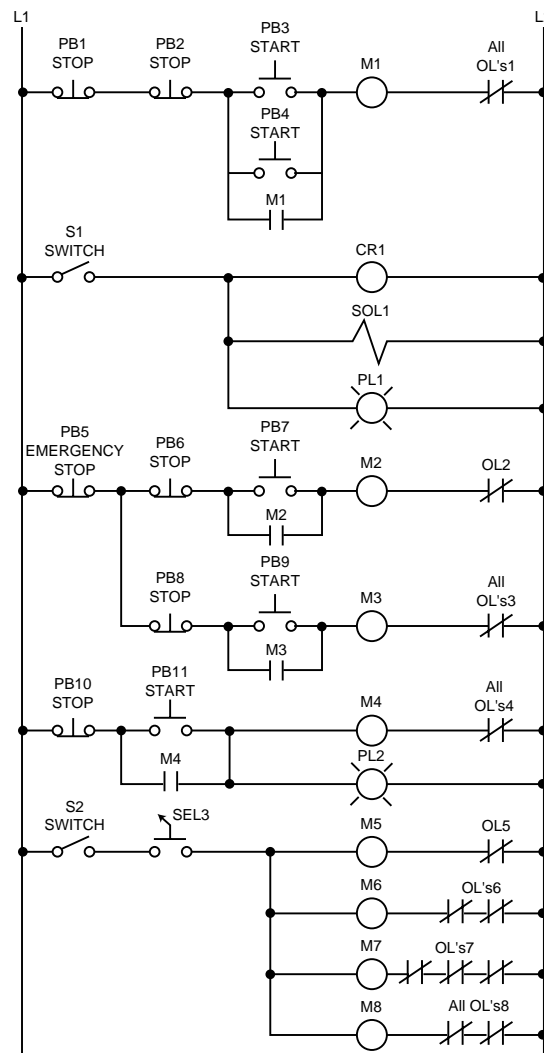 L1
L
PB1
STOP
PB2
STOP
PB3
START
M1
All
OL's1
PB4
START
M1
S1
SWITCH
CR1
SOL1
PL1
PB5
EMERGENCY
STOP
PB6
STOP
PB7
START
M2
OL2
M2
PB8
STOP
PB9
START
M3
All
OL's3
M3
PB10
STOP
PB11
START
M4
All
OL's4
M4
PL2
S2
SWITCH
SEL3
M5
OL5
M6
OL's6
M7
OL's7
M8
All OL's8